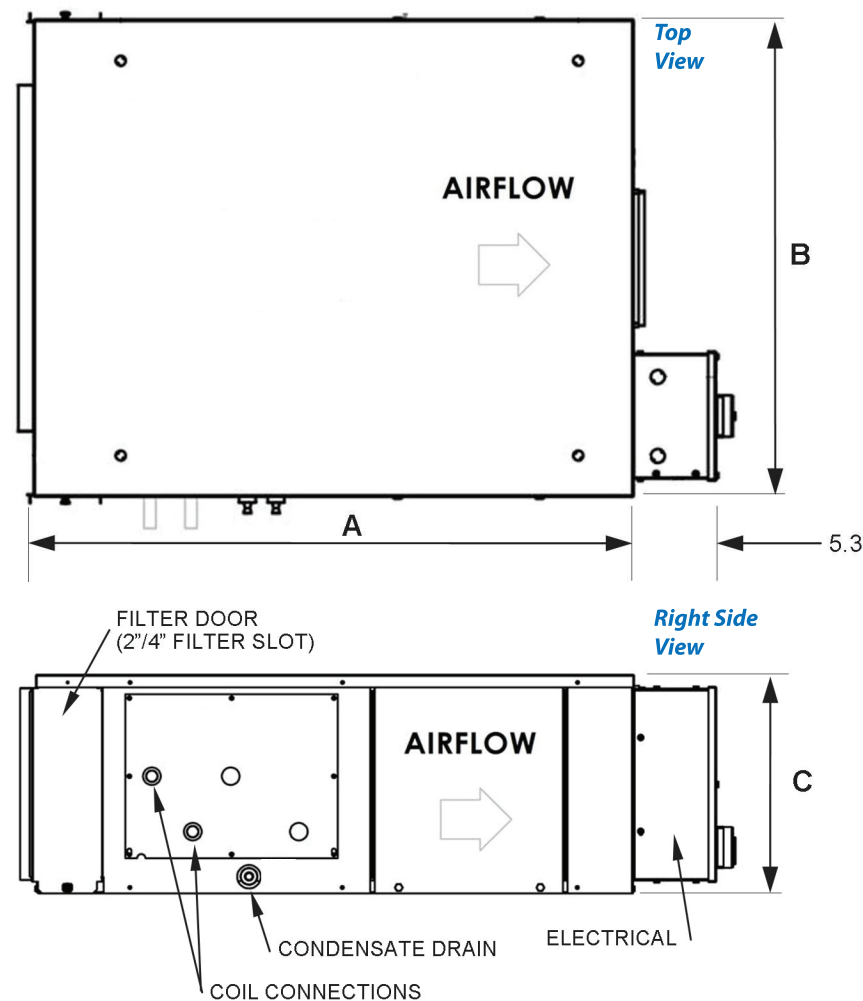 Top
View
AIRFLOW
B
A
5.3
FILTER DOOR
(2”/4” FILTER SLOT)
Right Side
View
AIRFLOW
C
CONDENSATE DRAIN
ELECTRICAL
COIL CONNECTIONS